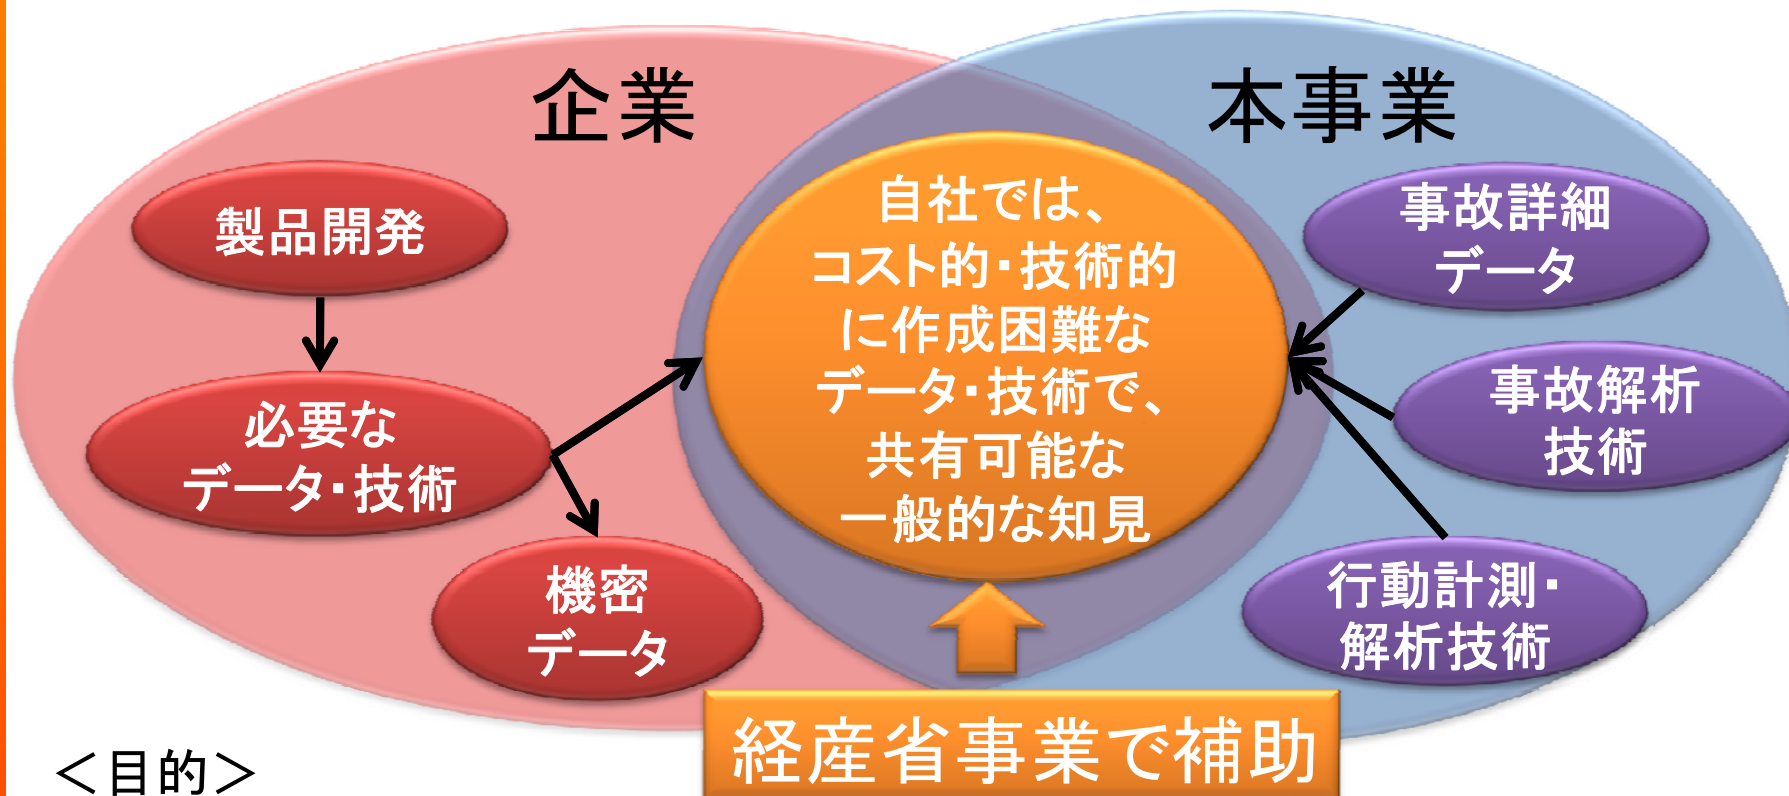 企業
本事業
製品開発
必要な
データ・技術
機密
データ
自社では、
コスト的・技術的
に作成困難な
データ・技術で、
共有可能な
一般的な知見
事故詳細
データ
事故解析
技術
行動計測・
解析技術
経産省事業で補助
＜目的＞